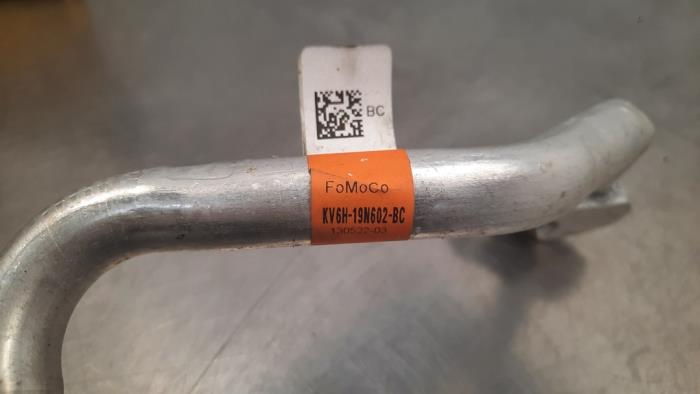 BC
FoMoCo
KV6H-19N602-BC
130522-03